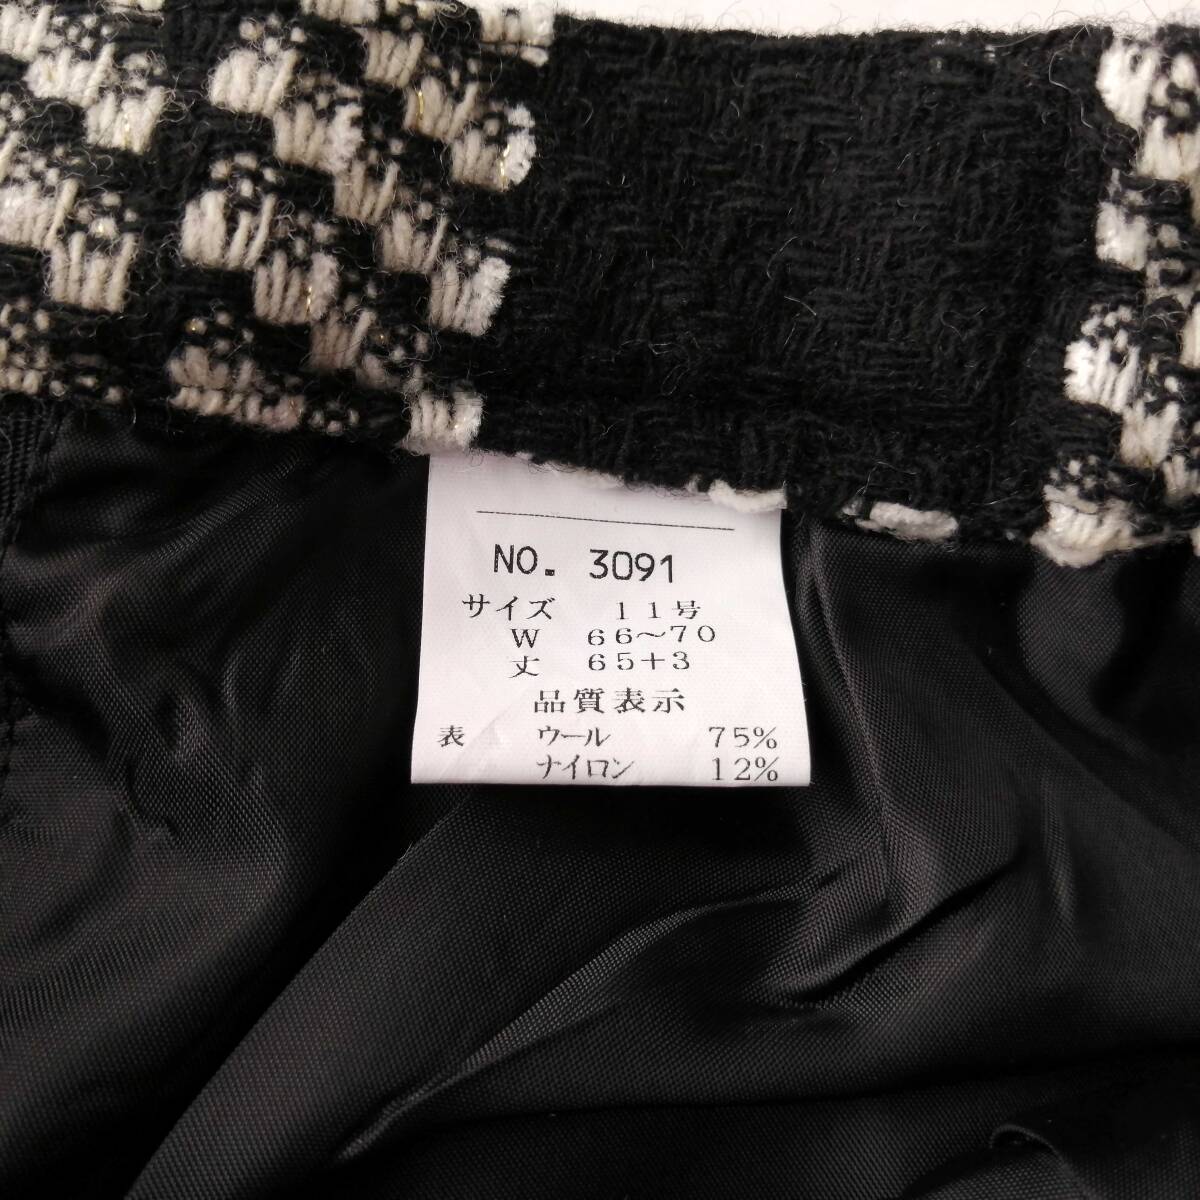 NO. 3091
サイズ 11号
W 66～70
丈 65+3
品質表示
表 ウール 75%
ナイロン 12%